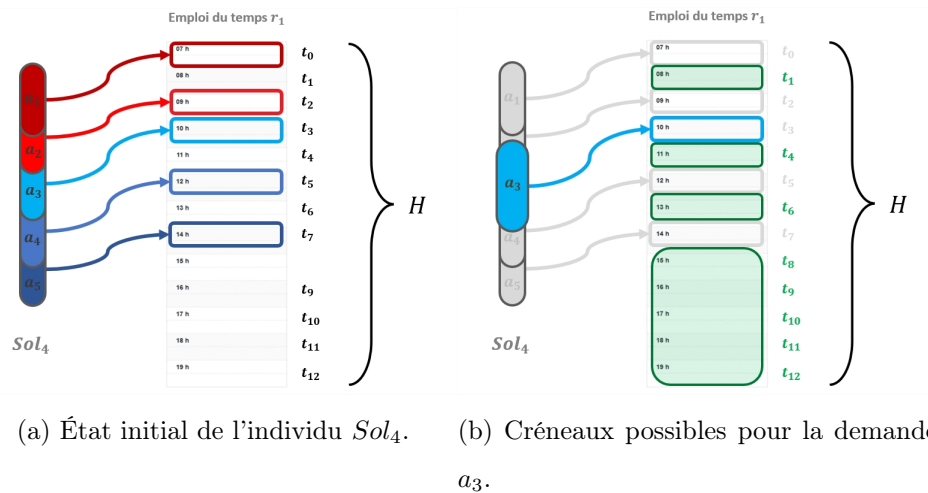 Emploi du temps r₁
07 h
t₀
08 h
t₁
09 h
t₂
10 h
t₃
11 h
t₄
12 h
t₅
13 h
t₆
14 h
t₇
15 h
16 h
t₉
17 h
t₁₀
18 h
t₁₁
19 h
t₁₂
a₁
a₂
a₃
a₄
a₅
H
Sol₄
(a) État initial de l'individu Sol₄.
Emploi du temps r₁
07 h
t₀
08 h
t₁
09 h
t₂
10 h
t₃
11 h
t₄
12 h
t₅
13 h
t₆
14 h
t₇
15 h
t₈
16 h
t₉
17 h
t₁₀
18 h
t₁₁
19 h
t₁₂
a₁
a₃
a₄
a₅
H
Sol₄
(b) Créneaux possibles pour la demande
a₃.